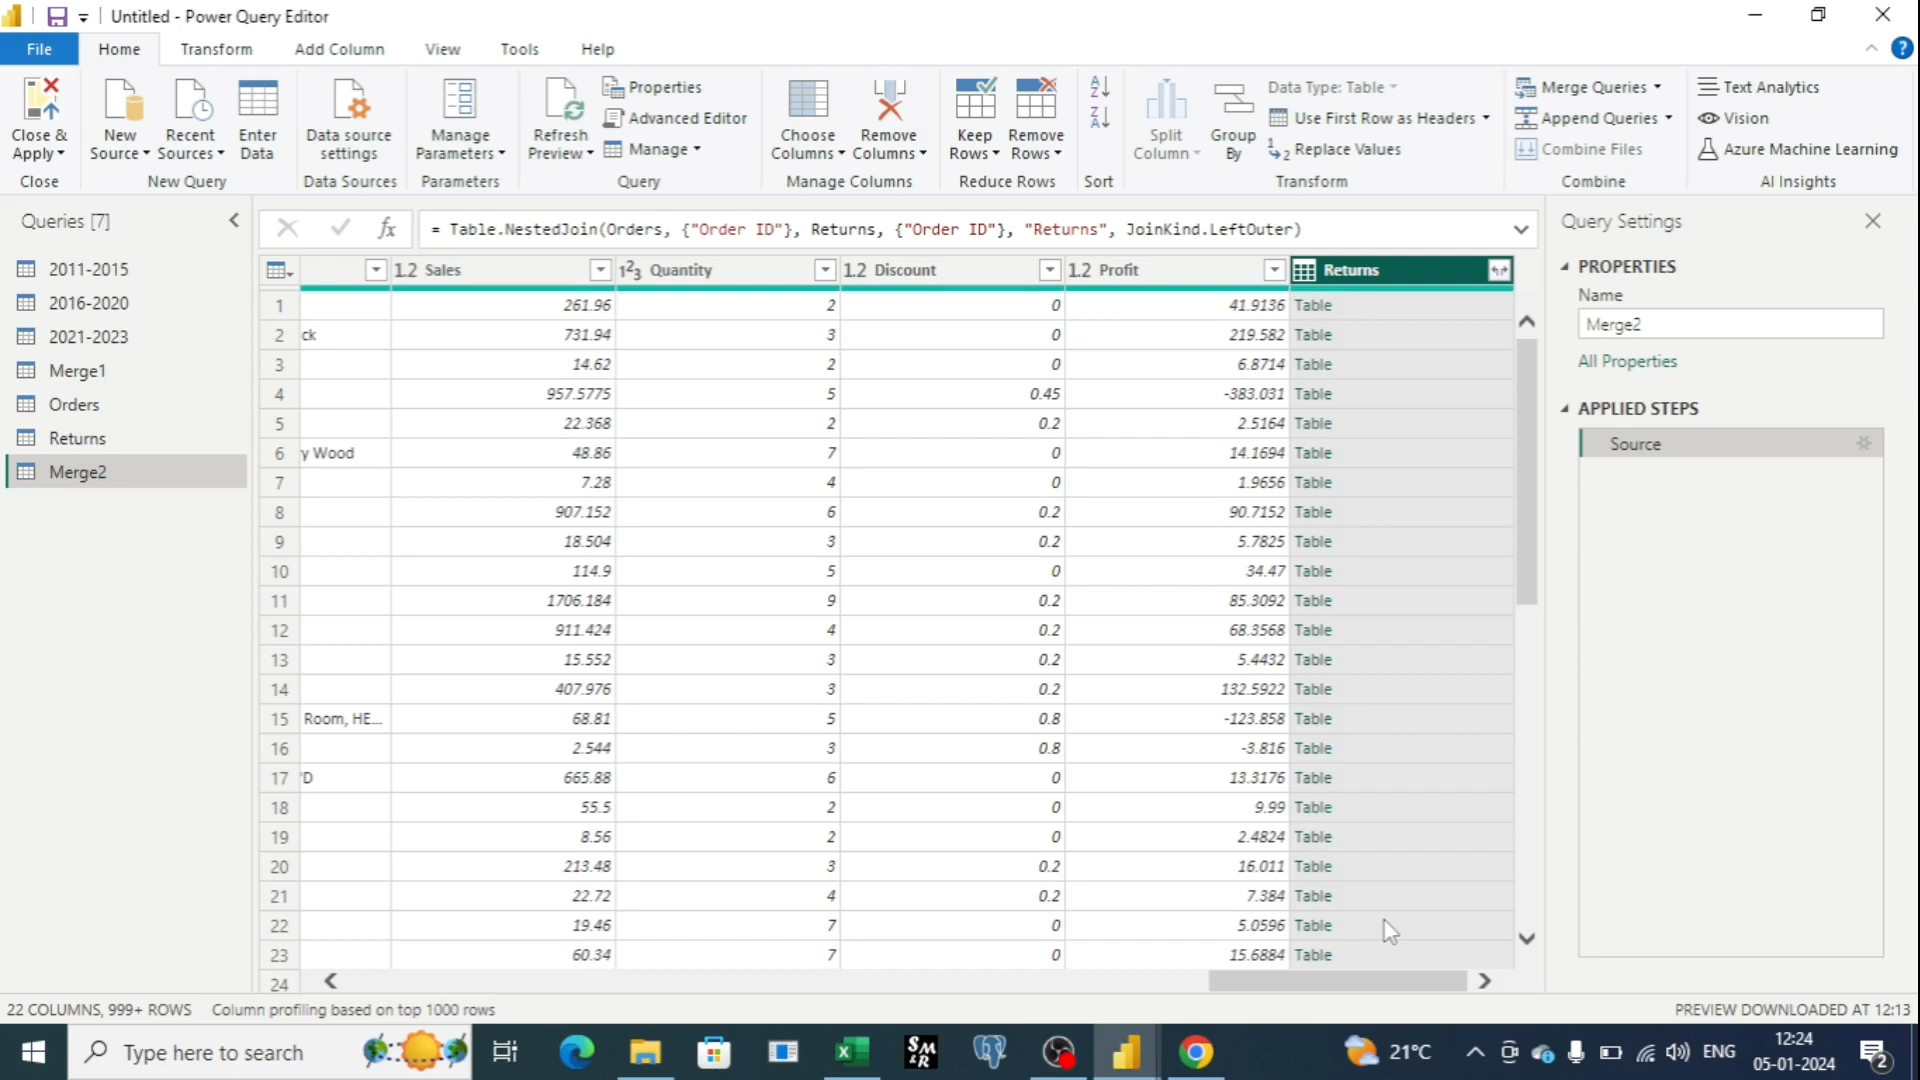 Untitled - Power Query Editor
File Home Transform Add Column View Tools Help
Close & Apply
New Source
Recent Sources
Enter Data
Data source settings
Manage Parameters
Refresh Preview
Properties
Advanced Editor
Manage
Choose Columns
Remove Columns
Keep Rows
Remove Rows
Split Column
Group By
Data Type: Table
Use First Row as Headers
Replace Values
Merge Queries
Append Queries
Combine Files
Text Analytics
Vision
Azure Machine Learning
Close New Query Data Sources Parameters Query Manage Columns Reduce Rows Sort Transform Combine AI Insights
Queries [7]
2011-2015
2016-2020
2021-2023
Merge1
Orders
Returns
Merge2
fx = Table.NestedJoin(Orders, {"Order ID"}, Returns, {"Order ID"}, "Returns", JoinKind.LeftOuter)
1.2 Sales 123 Quantity 1.2 Discount 1.2 Profit Returns
1 261.96 2 0 41.9136 Table
2 ck 731.94 3 0 219.582 Table
3 14.62 2 0 6.8714 Table
4 957.5775 5 0.45 -383.031 Table
5 22.368 2 0.2 2.5164 Table
6 y Wood 48.86 7 0 14.1694 Table
7 7.28 4 0 1.9656 Table
8 907.152 6 0.2 90.7152 Table
9 18.504 3 0.2 5.7825 Table
10 114.9 5 0 34.47 Table
11 1706.184 9 0.2 85.3092 Table
12 911.424 4 0.2 68.3568 Table
13 15.552 3 0.2 5.4432 Table
14 407.976 3 0.2 132.5922 Table
15 Room, HE... 68.81 5 0.8 -123.858 Table
16 2.544 3 0.8 -3.816 Table
17 'D 665.88 6 0 13.3176 Table
18 55.5 2 0 9.99 Table
19 8.56 2 0 2.4824 Table
20 213.48 3 0.2 16.011 Table
21 22.72 4 0.2 7.384 Table
22 19.46 7 0 5.0596 Table
23 60.34 7 0 15.6884 Table
24
Query Settings
PROPERTIES
Name
Merge2
All Properties
APPLIED STEPS
Source
22 COLUMNS, 999+ ROWS Column profiling based on top 1000 rows
PREVIEW DOWNLOADED AT 12:13
Type here to search
SM
&R
21°C
ENG
12:24
05-01-2024
2